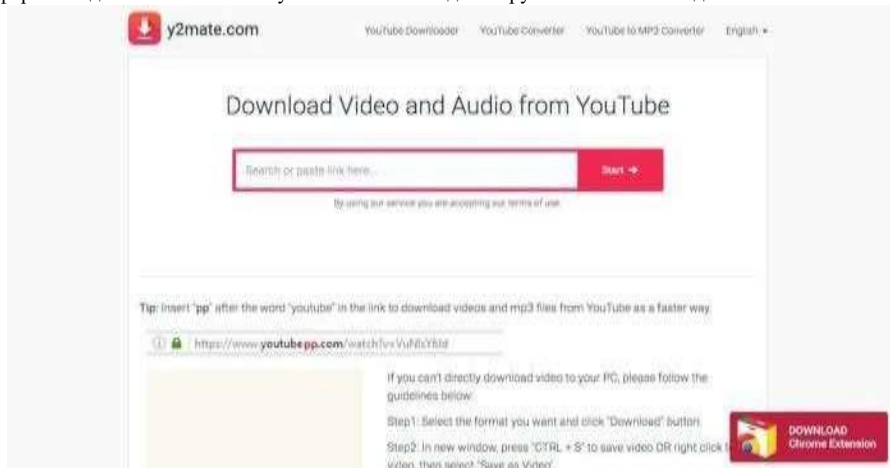 y2mate.com
YouTube Downloader YouTube Converter YouTube to MP3 Converter English
Download Video and Audio from YouTube
Search or paste link here...
Start →
By using our service you are accepting our terms of use
Tip: Insert "pp" after the word "youtube" in the link to download videos and mp3 files from YouTube as a faster way.
https://www.youtubepp.com/
If you can't directly download video to your PC, please follow the
guidelines below:
Step1: Select the format you want and click "Download" button
Step2: In new window, press "CTRL + S" to save video OR right click
video, then select "Save as Video"
DOWNLOAD
Chrome Extension